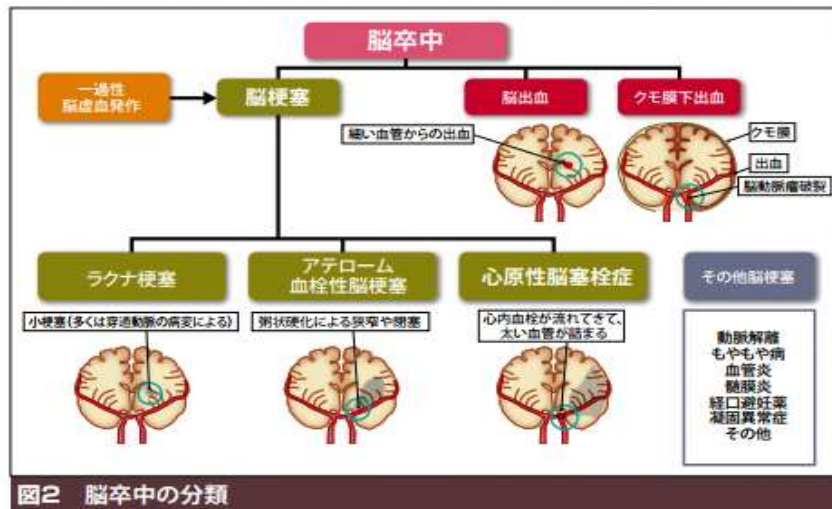 脳卒中
一過性
脳虚血発作
脳梗塞
脳出血
クモ膜下出血
細い血管からの出血
クモ膜
出血
脳動脈瘤破裂
ラクナ梗塞
アテローム
血栓性脳梗塞
心原性脳塞栓症
その他脳梗塞
小梗塞(多くは穿通動脈の病変による)
粥状硬化による狭窄や閉塞
心内血栓が流れてきて、
太い血管が詰まる
動脈解離
もやもや病
血管炎
髄膜炎
経口避妊薬
凝固異常症
その他
図2 脳卒中の分類